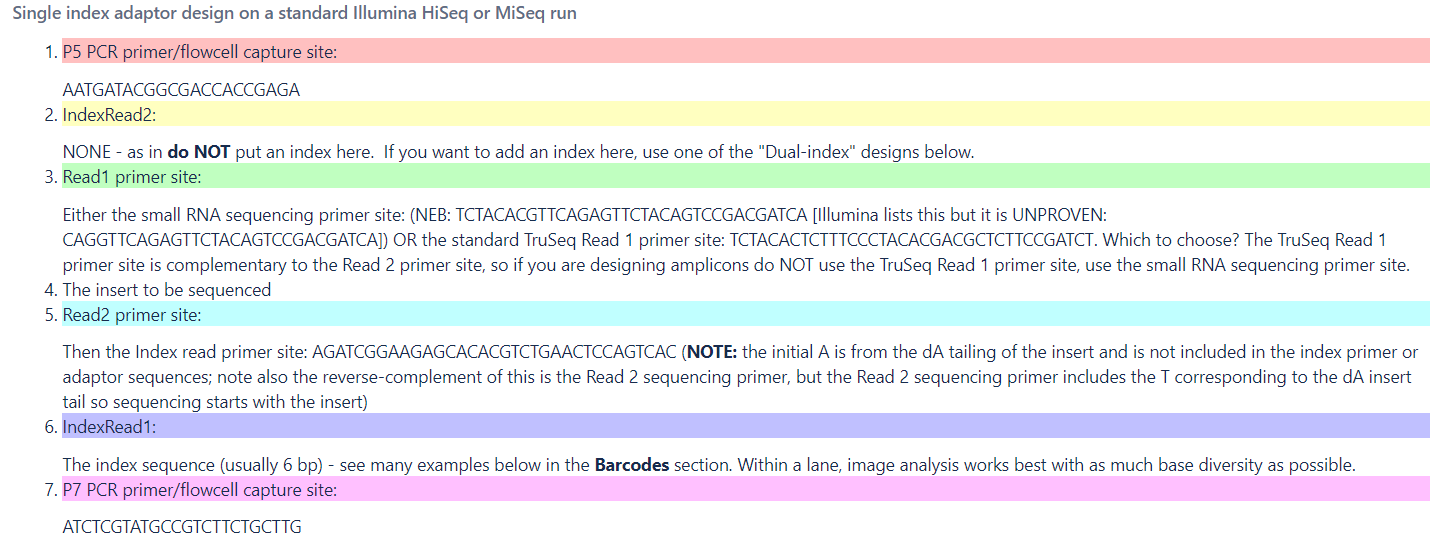 Single index adaptor design on a standard Illumina HiSeq or MiSeq run
1. P5 PCR primer/flowcell capture site:
AATGATACGGCGACCACCGAGA
2. IndexRead2:
NONE - as in do NOT put an index here.  If you want to add an index here, use one of the "Dual-index" designs below.
3. Read1 primer site:
Either the small RNA sequencing primer site: (NEB: TCTACACGTTCAGAGTTCTACAGTCCGACGATCA [Illumina lists this but it is UNPROVEN:
CAGGTTCAGAGTTCTACAGTCCGACGATCA]) OR the standard TruSeq Read 1 primer site: TCTACACTCTTTCCCTACACGACGCTCTTCCGATCT. Which to choose? The TruSeq Read 1
primer site is complementary to the Read 2 primer site, so if you are designing amplicons do NOT use the TruSeq Read 1 primer site, use the small RNA sequencing primer site.
4. The insert to be sequenced
5. Read2 primer site:
Then the Index read primer site: AGATCGGAAGAGCACACGTCTGAACTCCAGTCAC (NOTE: the initial A is from the dA tailing of the insert and is not included in the index primer or
adaptor sequences; note also the reverse-complement of this is the Read 2 sequencing primer, but the Read 2 sequencing primer includes the T corresponding to the dA insert
tail so sequencing starts with the insert)
6. IndexRead1:
The index sequence (usually 6 bp) - see many examples below in the Barcodes section. Within a lane, image analysis works best with as much base diversity as possible.
7. P7 PCR primer/flowcell capture site:
ATCTCGTATGCCGTCTTCTGCTTG